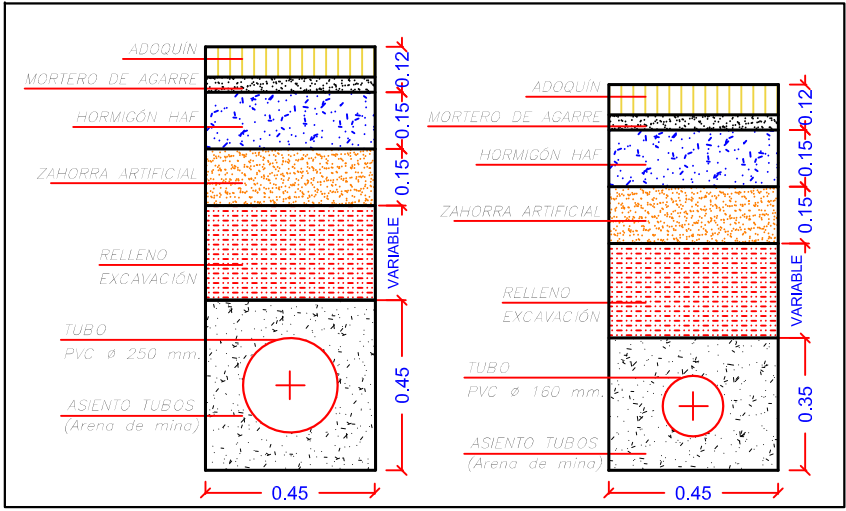 ADOQUÍN
MORTERO DE AGARRE
HORMIGÓN HAF
ZAHORRA ARTIFICIAL
RELLENO
EXCAVACIÓN
TUBO
PVC Ø 250 mm.
ASIENTO TUBOS
(Arena de mina)
0.12
0.15
0.15
VARIABLE
0.45
0.45
ADOQUÍN
MORTERO DE AGARRE
HORMIGÓN HAF
ZAHORRA ARTIFICIAL
RELLENO
EXCAVACIÓN
TUBO
PVC Ø 160 mm.
ASIENTO TUBOS
(Arena de mina)
0.12
0.15
0.15
VARIABLE
0.35
0.45